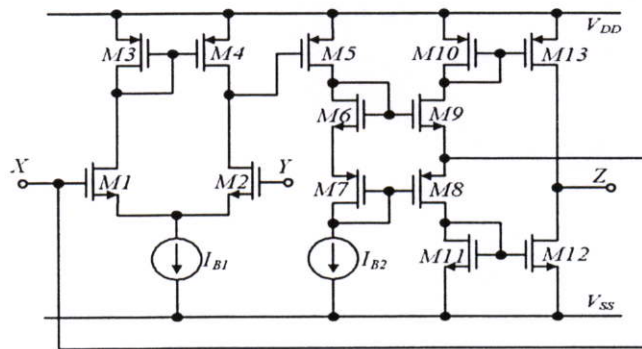 V_DD
M3 M4 M5 M10 M13
M6 M9
X M1 M2 Y M7 M8 Z
I_B1 I_B2 M11 M12
V_SS